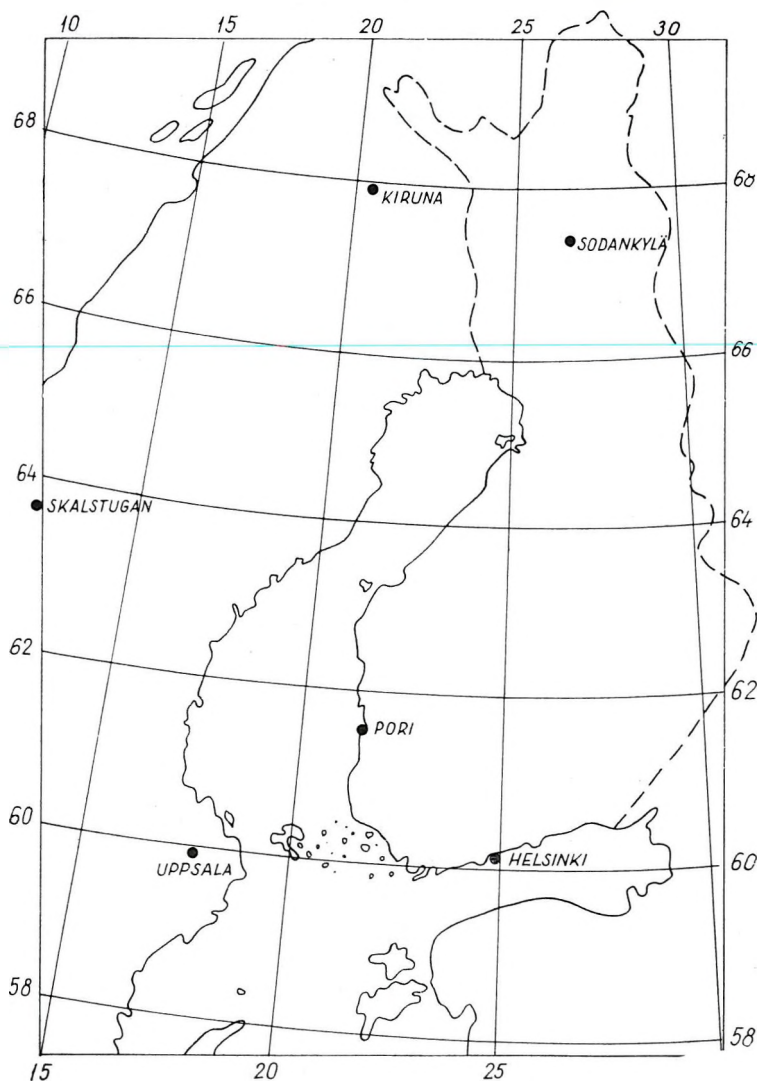 10 15 20 25 30
68
68
KIRUNA
SODANKYLÄ
66
66
64
SKALSTUGAN
64
62
62
PORI
60
UPPSALA
HELSINKI
60
58
58
15 20 25